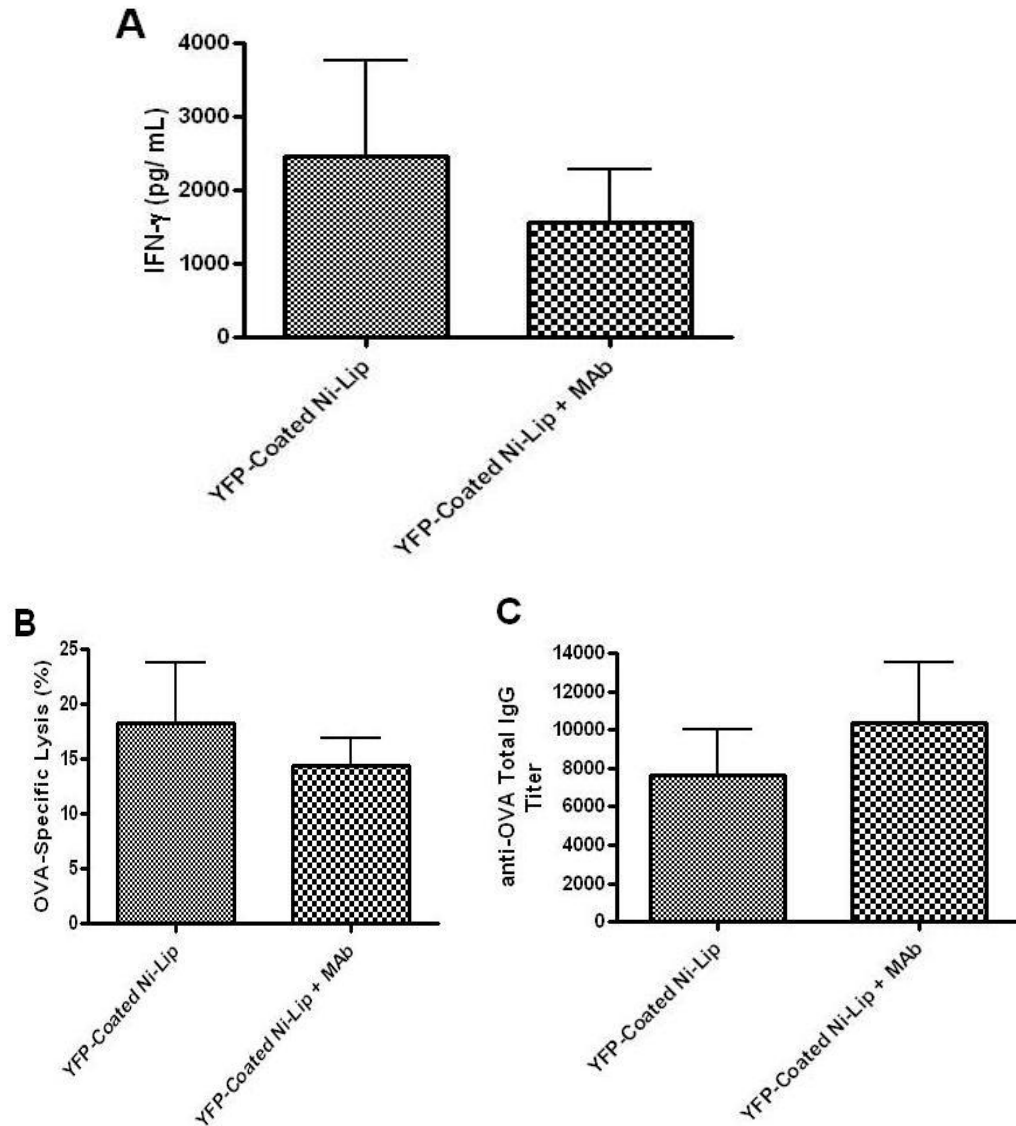 A
4000
3000
2000
1000
0
IFN-γ (pg/ mL)
YFP-Coated Ni-Lip
YFP-Coated Ni-Lip + MAb
B
25
20
15
10
5
0
OVA-Specific Lysis (%)
YFP-Coated Ni-Lip
YFP-Coated Ni-Lip + MAb
C
14000
12000
10000
8000
6000
4000
2000
0
anti-OVA Total IgG
Titer
YFP-Coated Ni-Lip
YFP-Coated Ni-Lip + MAb